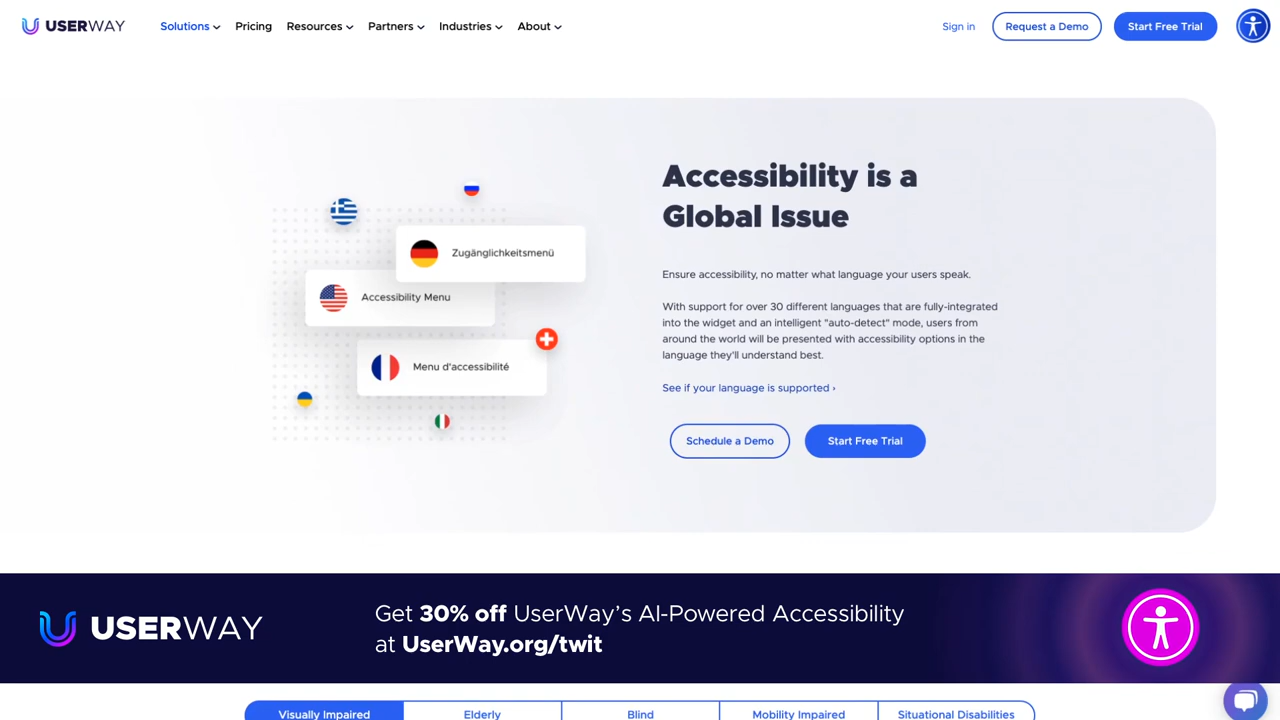 USERWAY
Solutions
Pricing
Resources
Partners
Industries
About
Sign in
Request a Demo
Start Free Trial
Zugänglichkeitsmenü
Accessibility Menu
Menu d'accessibilité
Accessibility is a
Global Issue
Ensure accessibility, no matter what language your users speak.
With support for over 30 different languages that are fully-integrated
into the widget and an intelligent "auto-detect" mode, users from
around the world will be presented with accessibility options in the
language they'll understand best.
See if your language is supported ›
Schedule a Demo
Start Free Trial
USERWAY
Get 30% off UserWay’s AI-Powered Accessibility
at UserWay.org/twit
Visually Impaired
Elderly
Blind
Mobility Impaired
Situational Disabilities